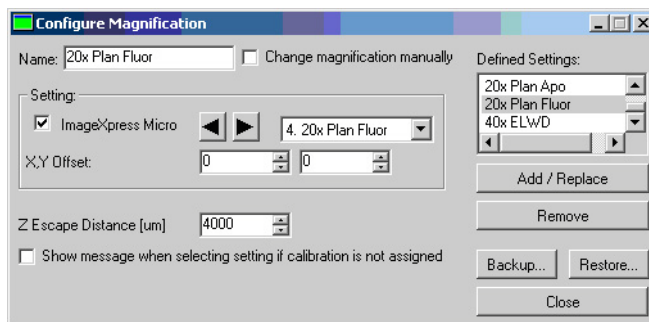 Configure Magnification
Name: 20x Plan Fluor
Change magnification manually
Setting:
ImageXpress Micro
4. 20x Plan Fluor
X,Y Offset:
0
0
Z Escape Distance [um]
4000
Show message when selecting setting if calibration is not assigned
Defined Settings:
20x Plan Apo
20x Plan Fluor
40x ELWD
Add / Replace
Remove
Backup...
Restore...
Close